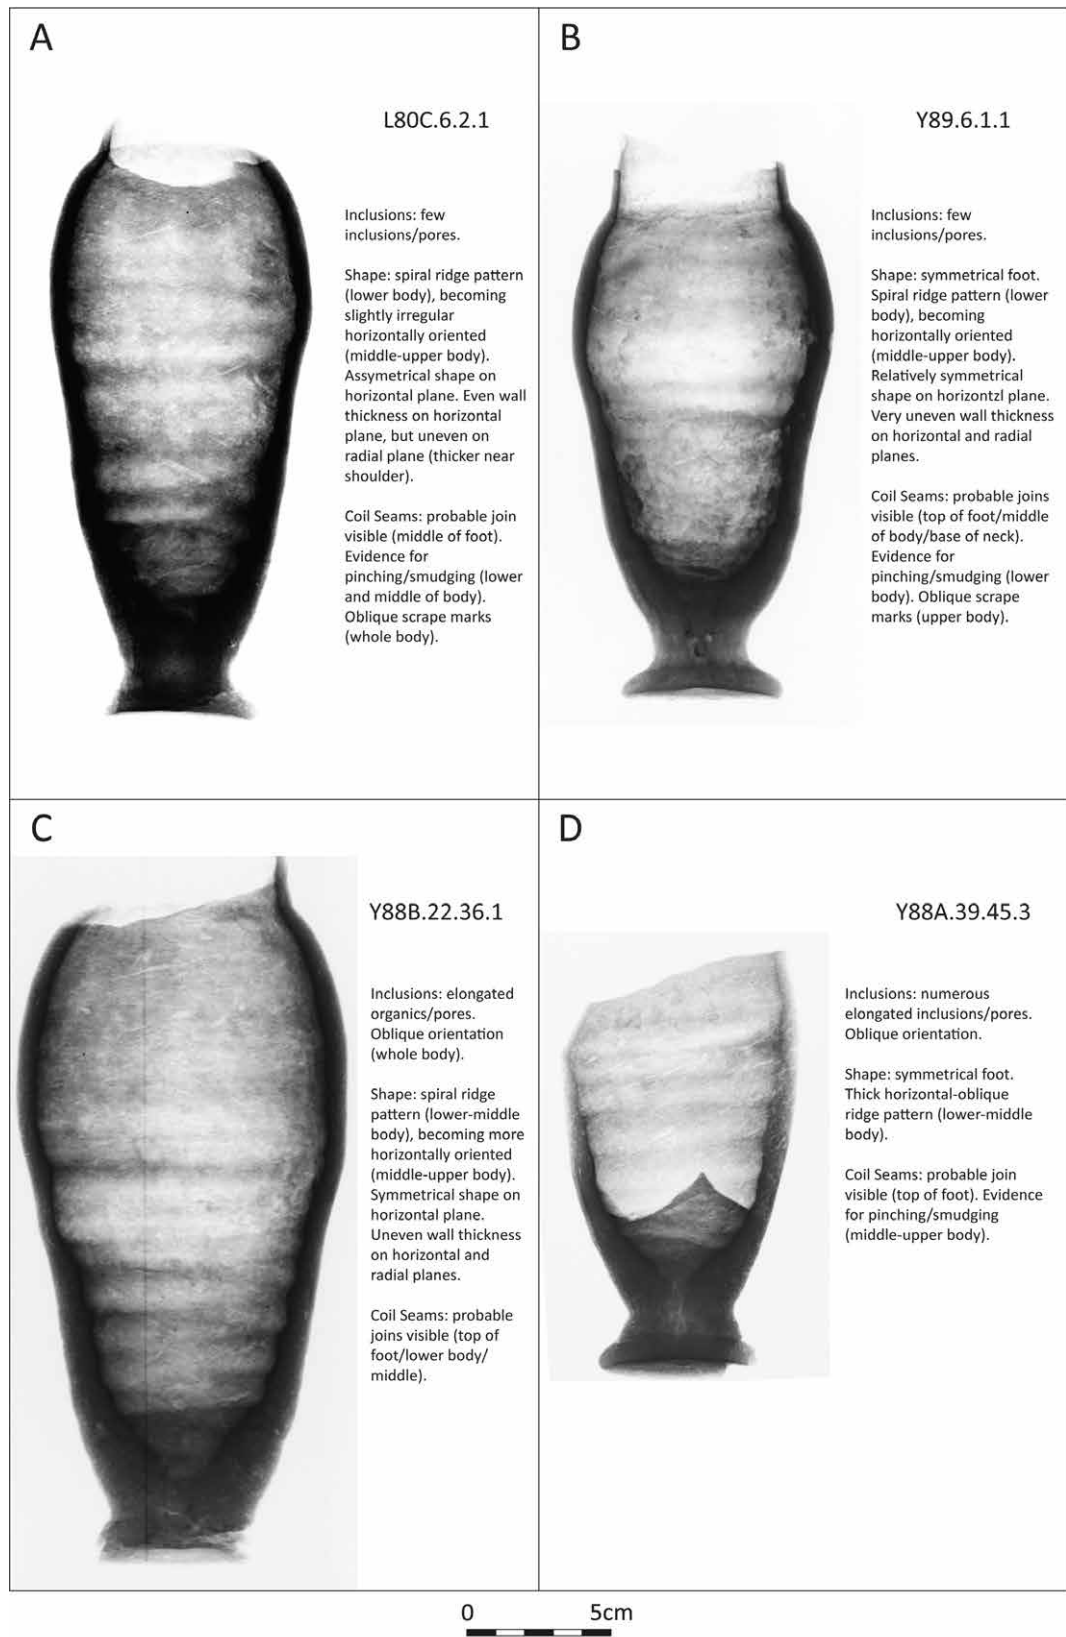 A
L80C.6.2.1
Inclusions: few
inclusions/pores.
Shape: spiral ridge pattern
(lower body), becoming
slightly irregular
horizontally oriented
(middle-upper body).
Assymetrical shape on
horizontal plane. Even wall
thickness on horizontal
plane, but uneven on
radial plane (thicker near
shoulder).
Coil Seams: probable join
visible (middle of foot).
Evidence for
pinching/smudging (lower
and middle of body).
Oblique scrape marks
(whole body).
B
Y89.6.1.1
Inclusions: few
inclusions/pores.
Shape: symmetrical foot.
Spiral ridge pattern (lower
body), becoming
horizontally oriented
(middle-upper body).
Relatively symmetrical
shape on horizontzl plane.
Very uneven wall thickness
on horizontal and radial
planes.
Coil Seams: probable joins
visible (top of foot/middle
of body/base of neck).
Evidence for
pinching/smudging (lower
body). Oblique scrape
marks (upper body).
C
Y88B.22.36.1
Inclusions: elongated
organics/pores.
Oblique orientation
(whole body).
Shape: spiral ridge
pattern (lower-middle
body), becoming more
horizontally oriented
(middle-upper body).
Symmetrical shape on
horizontal plane.
Uneven wall thickness
on horizontal and
radial planes.
Coil Seams: probable
joins visible (top of
foot/lower body/
middle).
D
Y88A.39.45.3
Inclusions: numerous
elongated inclusions/pores.
Oblique orientation.
Shape: symmetrical foot.
Thick horizontal-oblique
ridge pattern (lower-middle
body).
Coil Seams: probable join
visible (top of foot). Evidence
for pinching/smudging
(middle-upper body).
0 5cm